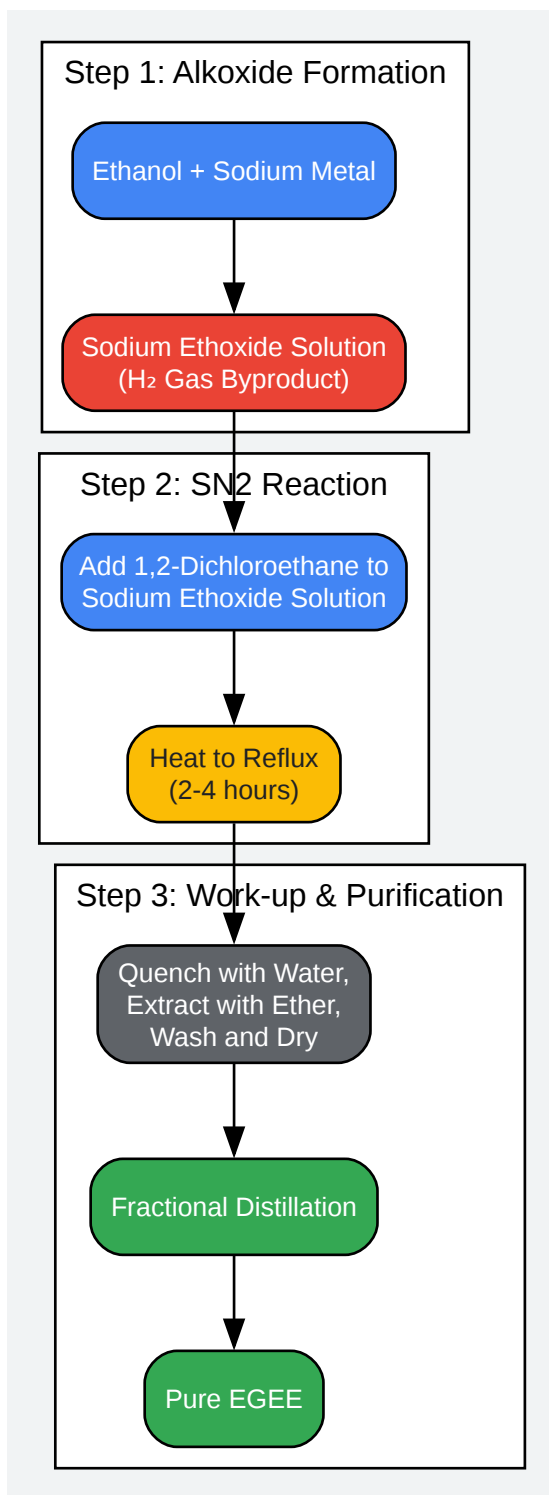 Step 1: Alkoxide Formation
Ethanol + Sodium Metal
Sodium Ethoxide Solution
(H₂ Gas Byproduct)
Step 2: SN2 Reaction
Add 1,2-Dichloroethane to
Sodium Ethoxide Solution
Heat to Reflux
(2-4 hours)
Step 3: Work-up & Purification
Quench with Water,
Extract with Ether,
Wash and Dry
Fractional Distillation
Pure EGEE